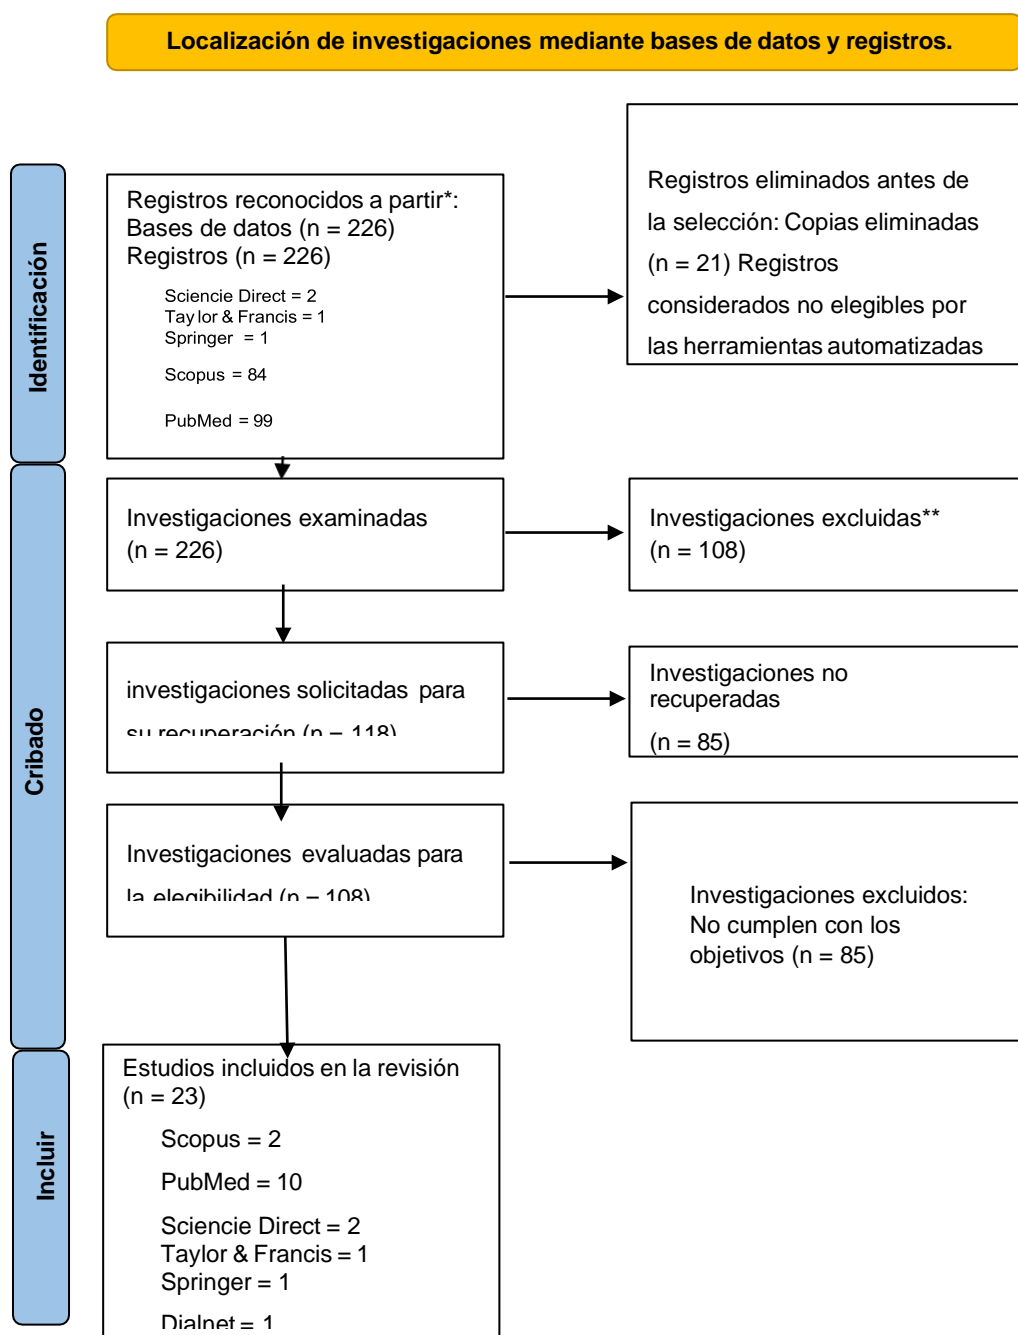 Localización de investigaciones mediante bases de datos y registros.
Identificación
Registros reconocidos a partir*:
Bases de datos (n = 226)
Registros (n = 226)
Sciencie Direct = 2
Taylor & Francis = 1
Springer = 1
Scopus = 84
PubMed = 99
Registros eliminados antes de
la selección: Copias eliminadas
(n = 21) Registros
considerados no elegibles por
las herramientas automatizadas
Cribado
Investigaciones examinadas
(n = 226)
Investigaciones excluidas**
(n = 108)
investigaciones solicitadas para
su recuperación (n = 118)
Investigaciones no
recuperadas
(n = 85)
Investigaciones evaluadas para
la elegibilidad (n = 108)
Investigaciones excluidos:
No cumplen con los
objetivos (n = 85)
Incluir
Estudios incluidos en la revisión
(n = 23)
Scopus = 2
PubMed = 10
Sciencie Direct = 2
Taylor & Francis = 1
Springer = 1
Dialnet = 1